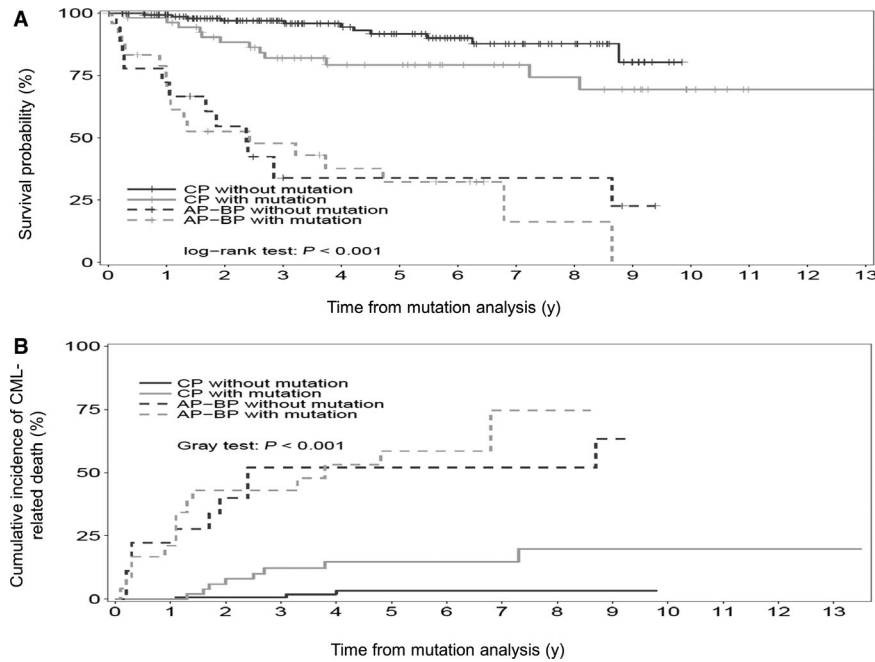 A
100
75
50
25
0
Survival probability (%)
CP without mutation
CP with mutation
AP−BP without mutation
AP−BP with mutation
log−rank test: P < 0.001
0 1 2 3 4 5 6 7 8 9 10 11 12 13
Time from mutation analysis (y)
B
100
75
50
25
0
Cumulative incidence of CML-
related death (%)
CP without mutation
CP with mutation
AP−BP without mutation
AP−BP with mutation
Gray test: P < 0.001
0 1 2 3 4 5 6 7 8 9 10 11 12 13
Time from mutation analysis (y)